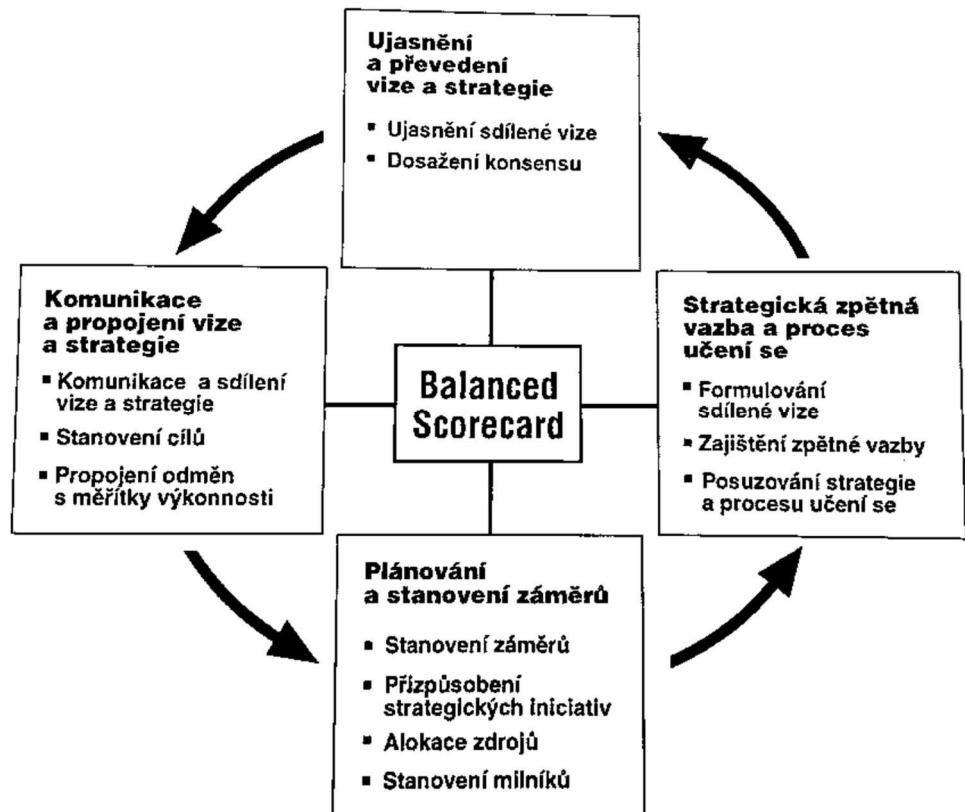 Ujasnění
a převedení
vize a strategie
▪ Ujasnění sdílené vize
▪ Dosažení konsensu
Komunikace
a propojení vize
a strategie
▪ Komunikace a sdílení
vize a strategie
▪ Stanovení cílů
▪ Propojení odměn
s měřítky výkonnosti
Balanced
Scorecard
Strategická zpětná
vazba a proces
učení se
▪ Formulování
sdílené vize
▪ Zajištění zpětné vazby
▪ Posuzování strategie
a procesu učení se
Plánování
a stanovení záměrů
▪ Stanovení záměrů
▪ Přizpůsobení
strategických iniciativ
▪ Alokace zdrojů
▪ Stanovení milníků